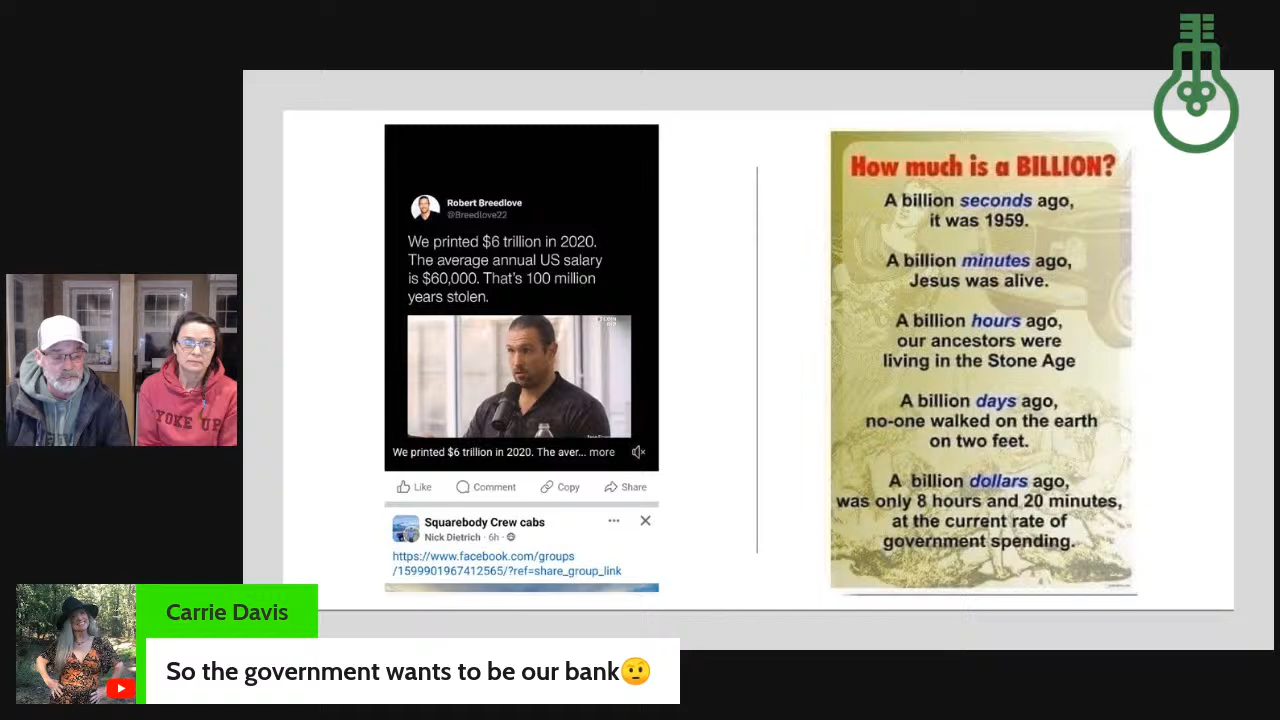 Robert Breedlove
@Breedlove22
We printed $6 trillion in 2020.
The average annual US salary
is $60,000. That's 100 million
years stolen.
We printed $6 trillion in 2020. The aver... more
Like
Comment
Copy
Share
Squarebody Crew cabs
Nick Dietrich · 6h ·
https://www.facebook.com/groups
/1599901967412565/?ref=share_group_link
How much is a BILLION?
A billion seconds ago,
it was 1959.
A billion minutes ago,
Jesus was alive.
A billion hours ago,
our ancestors were
living in the Stone Age
A billion days ago,
no-one walked on the earth
on two feet.
A billion dollars ago,
was only 8 hours and 20 minutes,
at the current rate of
government spending.
YOKE UP
Carrie Davis
So the government wants to be our bank🤨